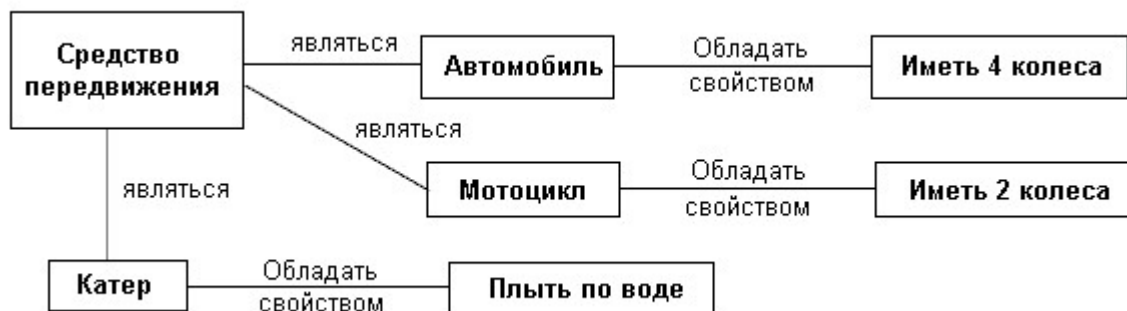 Средство
передвижения
являться
Автомобиль
Обладать
свойством
Иметь 4 колеса
являться
Мотоцикл
Обладать
свойством
Иметь 2 колеса
являться
Катер
Обладать
свойством
Плыть по воде